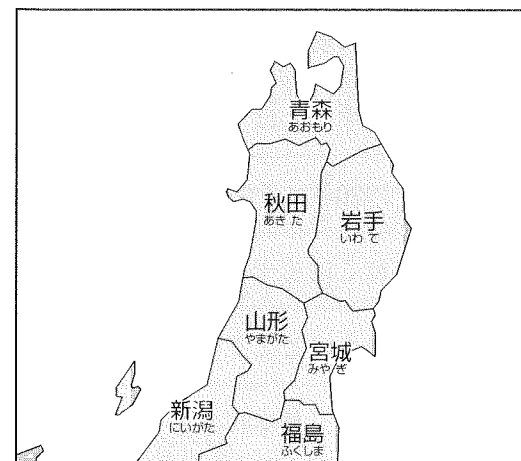 青森
あおもり
秋田
あき た
岩手
いわ て
山形
やまがた
宮城
みや ぎ
新潟
にいがた
福島
ふくしま